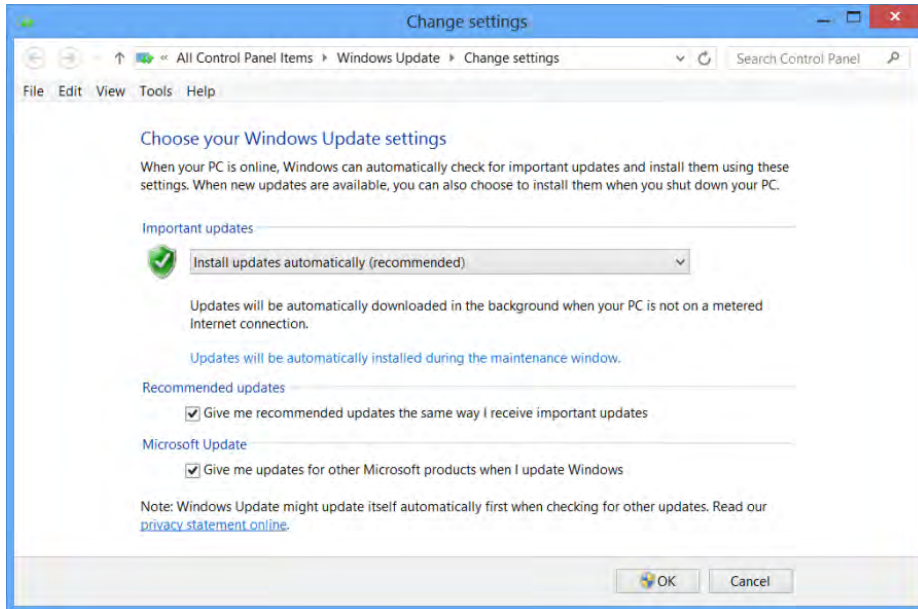 Change settings
« All Control Panel Items ▸ Windows Update ▸ Change settings Search Control Panel
File Edit View Tools Help
Choose your Windows Update settings
When your PC is online, Windows can automatically check for important updates and install them using these
settings. When new updates are available, you can also choose to install them when you shut down your PC.
Important updates
Install updates automatically (recommended)
Updates will be automatically downloaded in the background when your PC is not on a metered
Internet connection.
Updates will be automatically installed during the maintenance window.
Recommended updates
Give me recommended updates the same way I receive important updates
Microsoft Update
Give me updates for other Microsoft products when I update Windows
Note: Windows Update might update itself automatically first when checking for other updates. Read our
privacy statement online.
OK Cancel